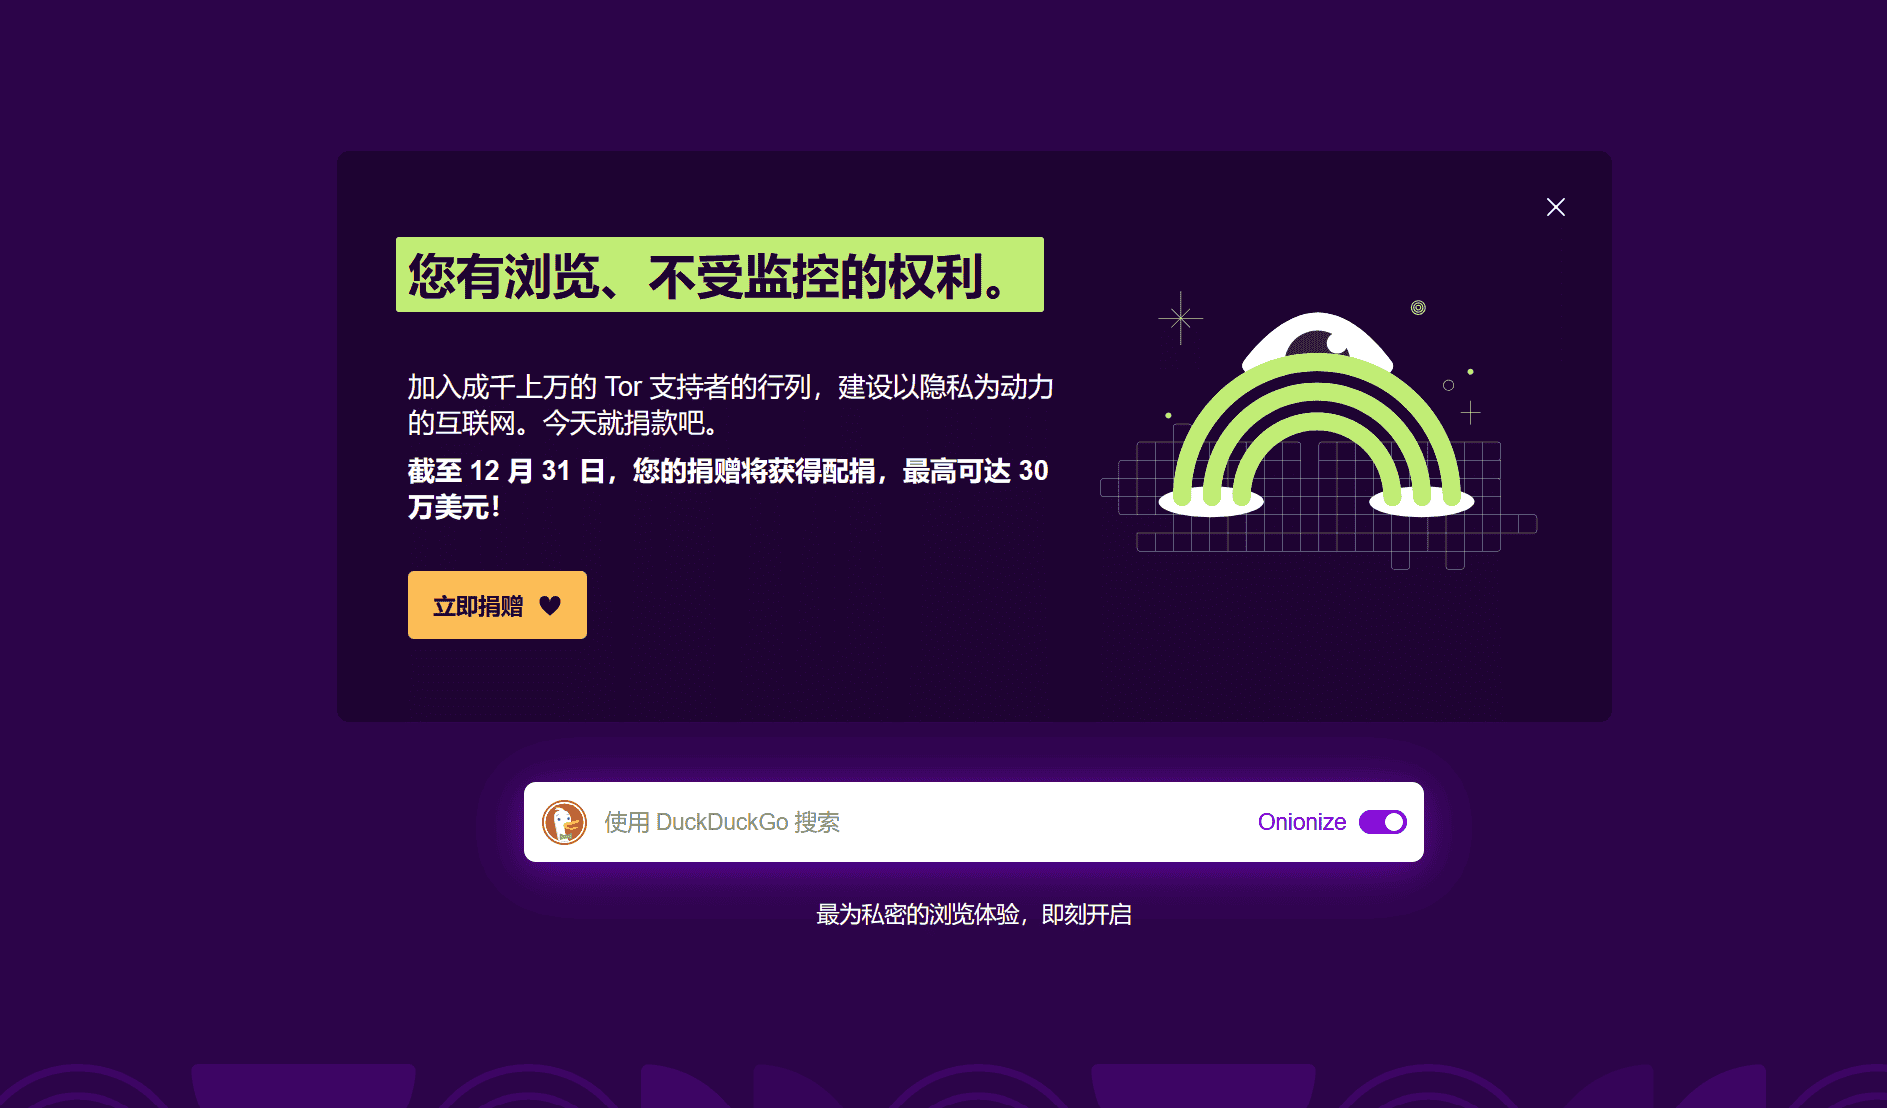 您有浏览、不受监控的权利。
加入成千上万的 Tor 支持者的行列，建设以隐私为动力
的互联网。今天就捐款吧。
截至 12 月 31 日，您的捐赠将获得配捐，最高可达 30
万美元！
立即捐赠
使用 DuckDuckGo 搜索
Onionize
最为私密的浏览体验，即刻开启